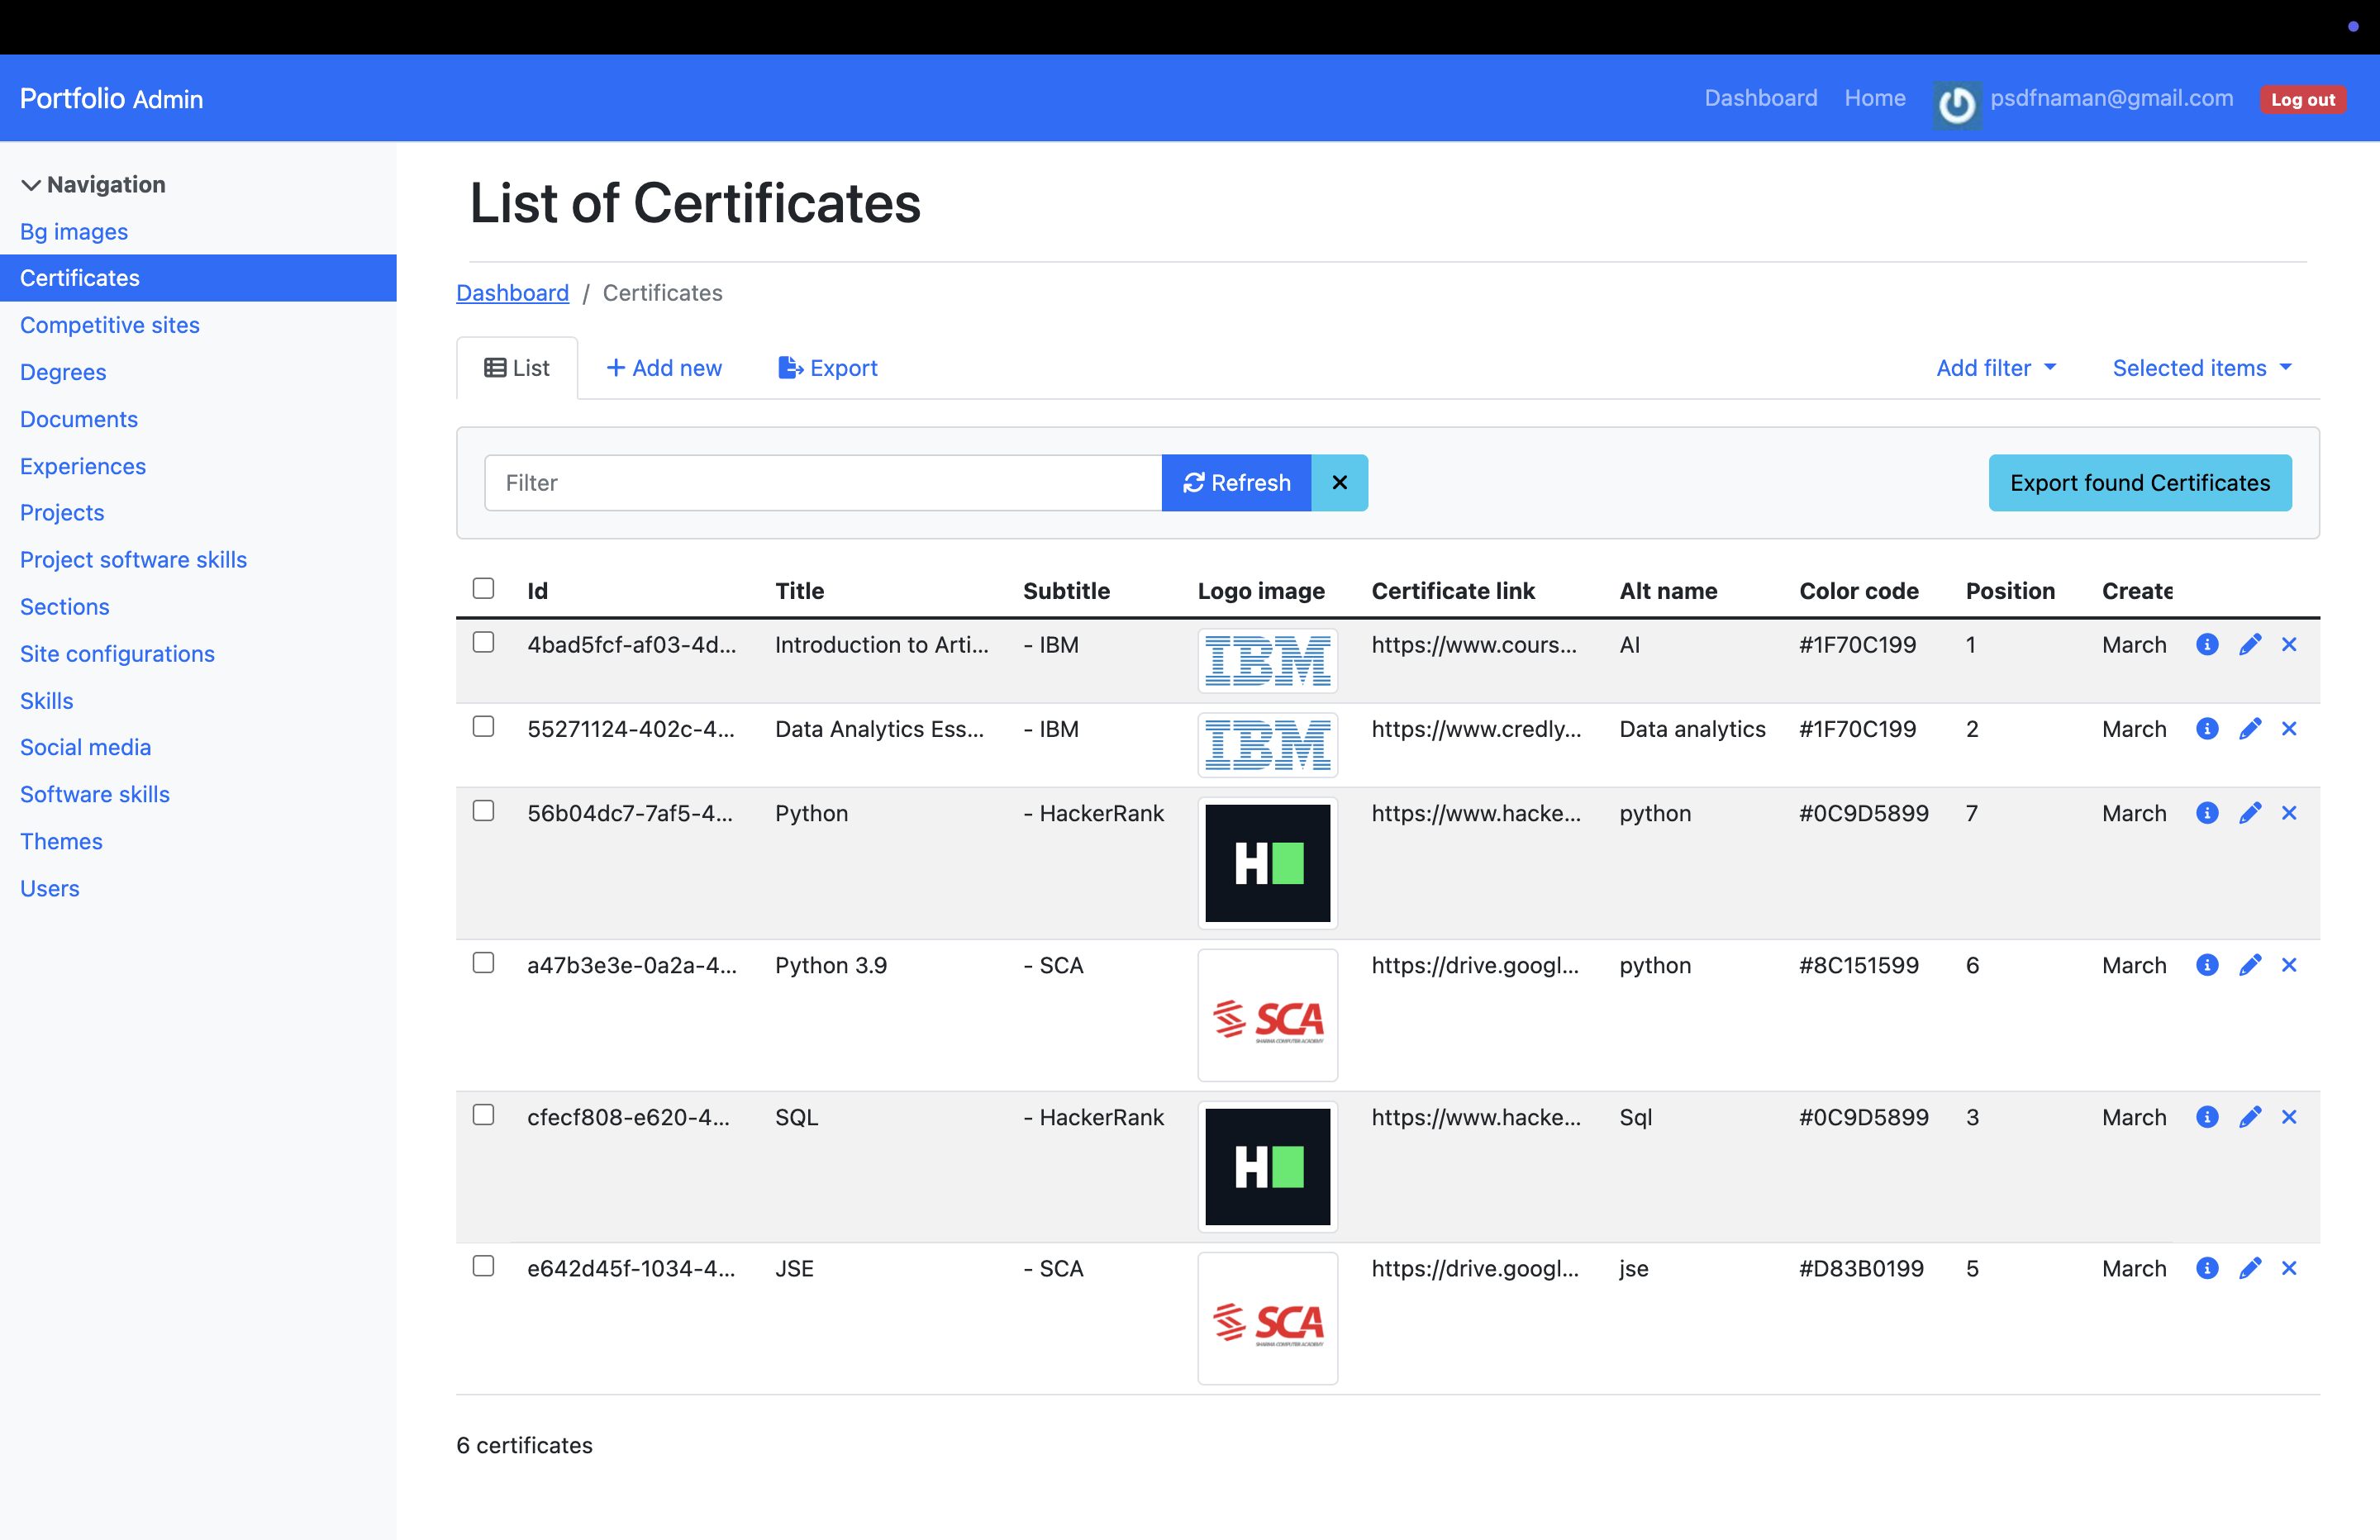 Portfolio Admin
Dashboard Home psdfnaman@gmail.com Log out
Navigation
Bg images
Certificates
Competitive sites
Degrees
Documents
Experiences
Projects
Project software skills
Sections
Site configurations
Skills
Social media
Software skills
Themes
Users
List of Certificates
Dashboard / Certificates
List + Add new Export Add filter Selected items
Filter Refresh × Export found Certificates
Id Title Subtitle Logo image Certificate link Alt name Color code Position Create
4bad5fcf-af03-4d... Introduction to Arti... - IBM IBM https://www.cours... AI #1F70C199 1 March
55271124-402c-4... Data Analytics Ess... - IBM IBM https://www.credly... Data analytics #1F70C199 2 March
56b04dc7-7af5-4... Python - HackerRank H https://www.hacke... python #0C9D5899 7 March
a47b3e3e-0a2a-4... Python 3.9 - SCA SCA https://drive.googl... python #8C151599 6 March
SHARMA COMPUTER ACADEMY
cfecf808-e620-4... SQL - HackerRank H https://www.hacke... Sql #0C9D5899 3 March
e642d45f-1034-4... JSE - SCA SCA https://drive.googl... jse #D83B0199 5 March
SHARMA COMPUTER ACADEMY
6 certificates